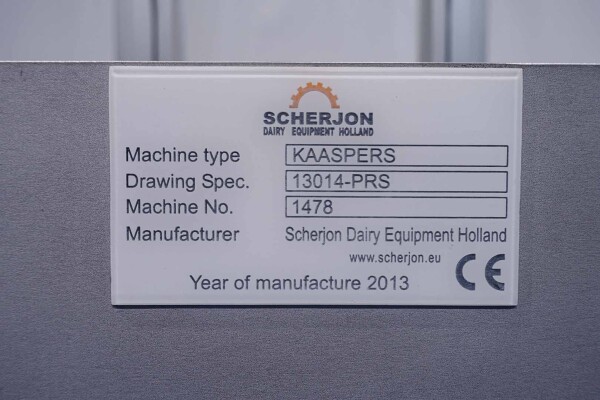 SCHERJON
DAIRY EQUIPMENT HOLLAND
Machine type KAASPERS
Drawing Spec. 13014-PRS
Machine No. 1478
Manufacturer Scherjon Dairy Equipment Holland
www.scherjon.eu
CE
Year of manufacture 2013